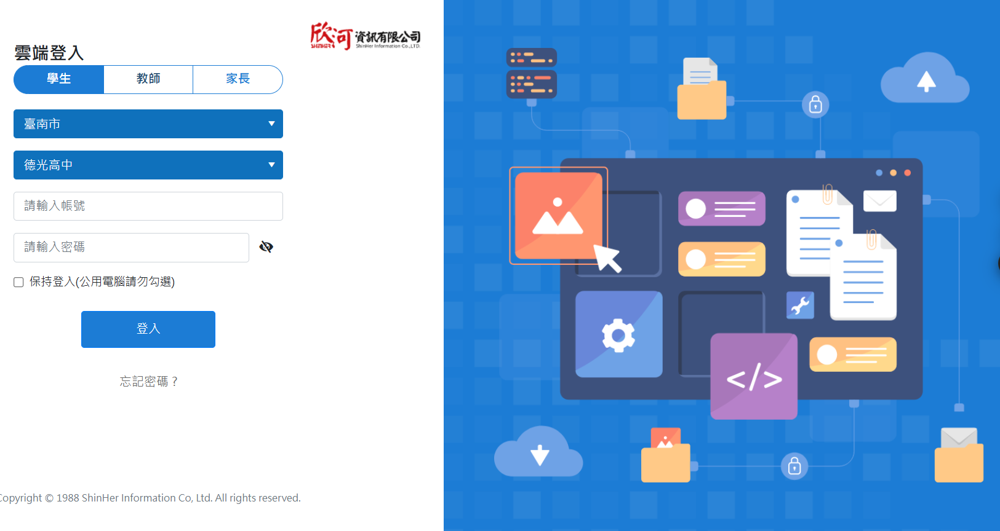 欣河資訊有限公司
SHINHER ShinHer Information Co.,LTD.
雲端登入
學生 教師 家長
臺南市
德光高中
請輸入帳號
請輸入密碼
保持登入(公用電腦請勿勾選)
登入
忘記密碼？
</>
Copyright © 1988 ShinHer Information Co, Ltd. All rights reserved.